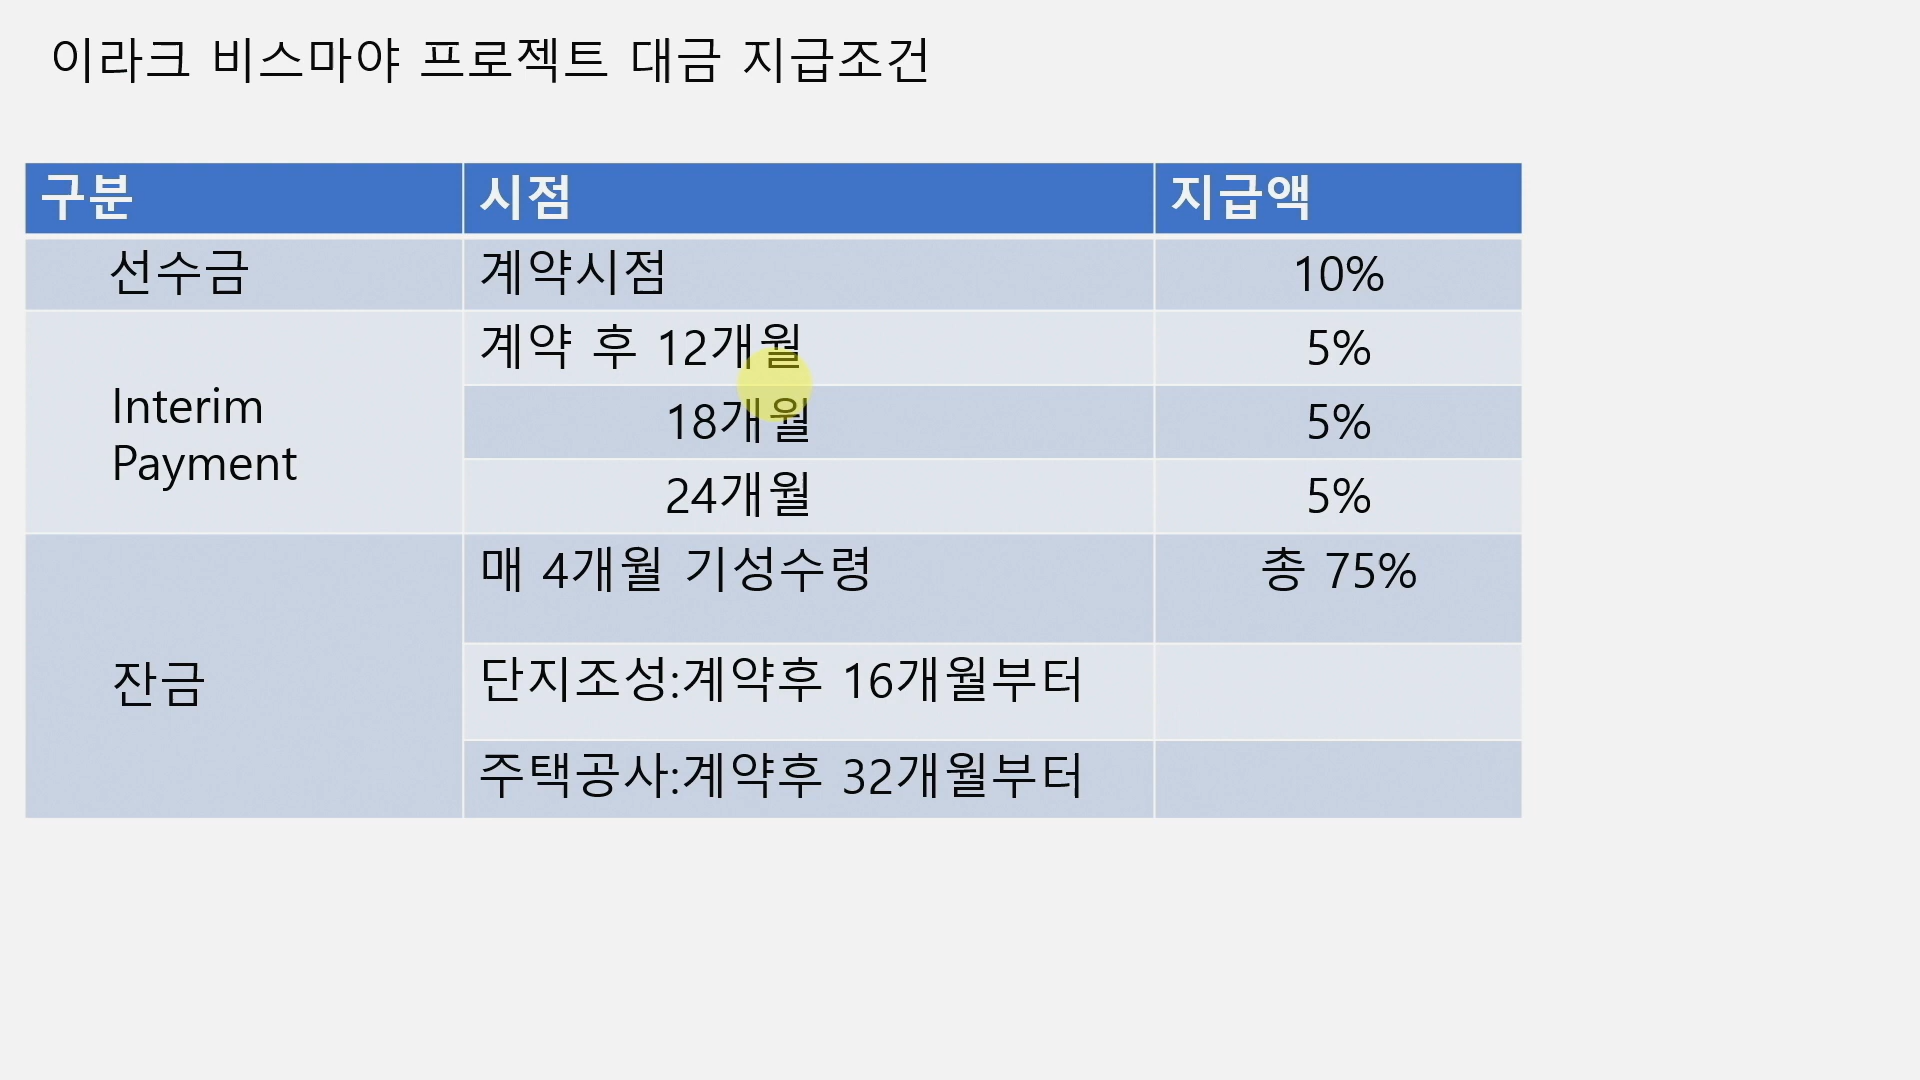 이라크 비스마야 프로젝트 대금 지급조건
구분 시점 지급액
선수금 계약시점 10%
Interim
Payment
계약 후 12개월 5%
18개월 5%
24개월 5%
잔금
매 4개월 기성수령 총 75%
단지조성:계약후 16개월부터
주택공사:계약후 32개월부터